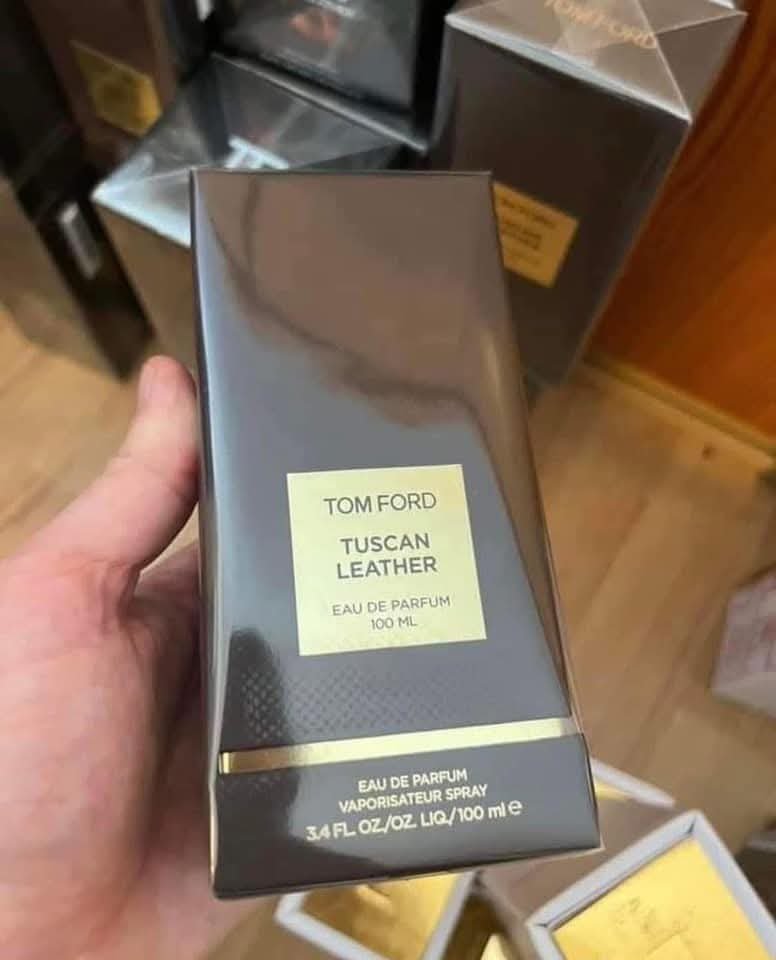 TOM FORD
TOM FORD
TUSCAN
LEATHER
EAU DE PARFUM
100 ML
EAU DE PARFUM
VAPORISATEUR SPRAY
3.4 FL. OZ./OZ. LIQ./100 ml e